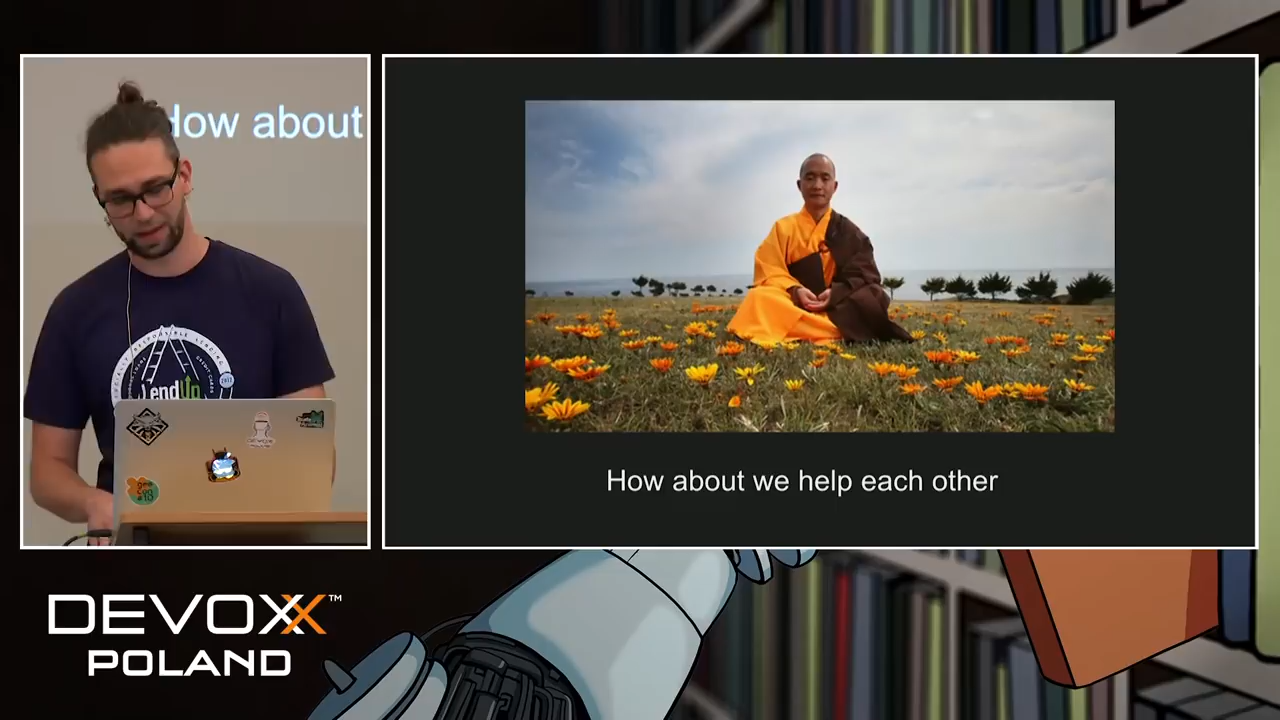 How about
How about we help each other
LendUp
DEVOXX™
POLAND